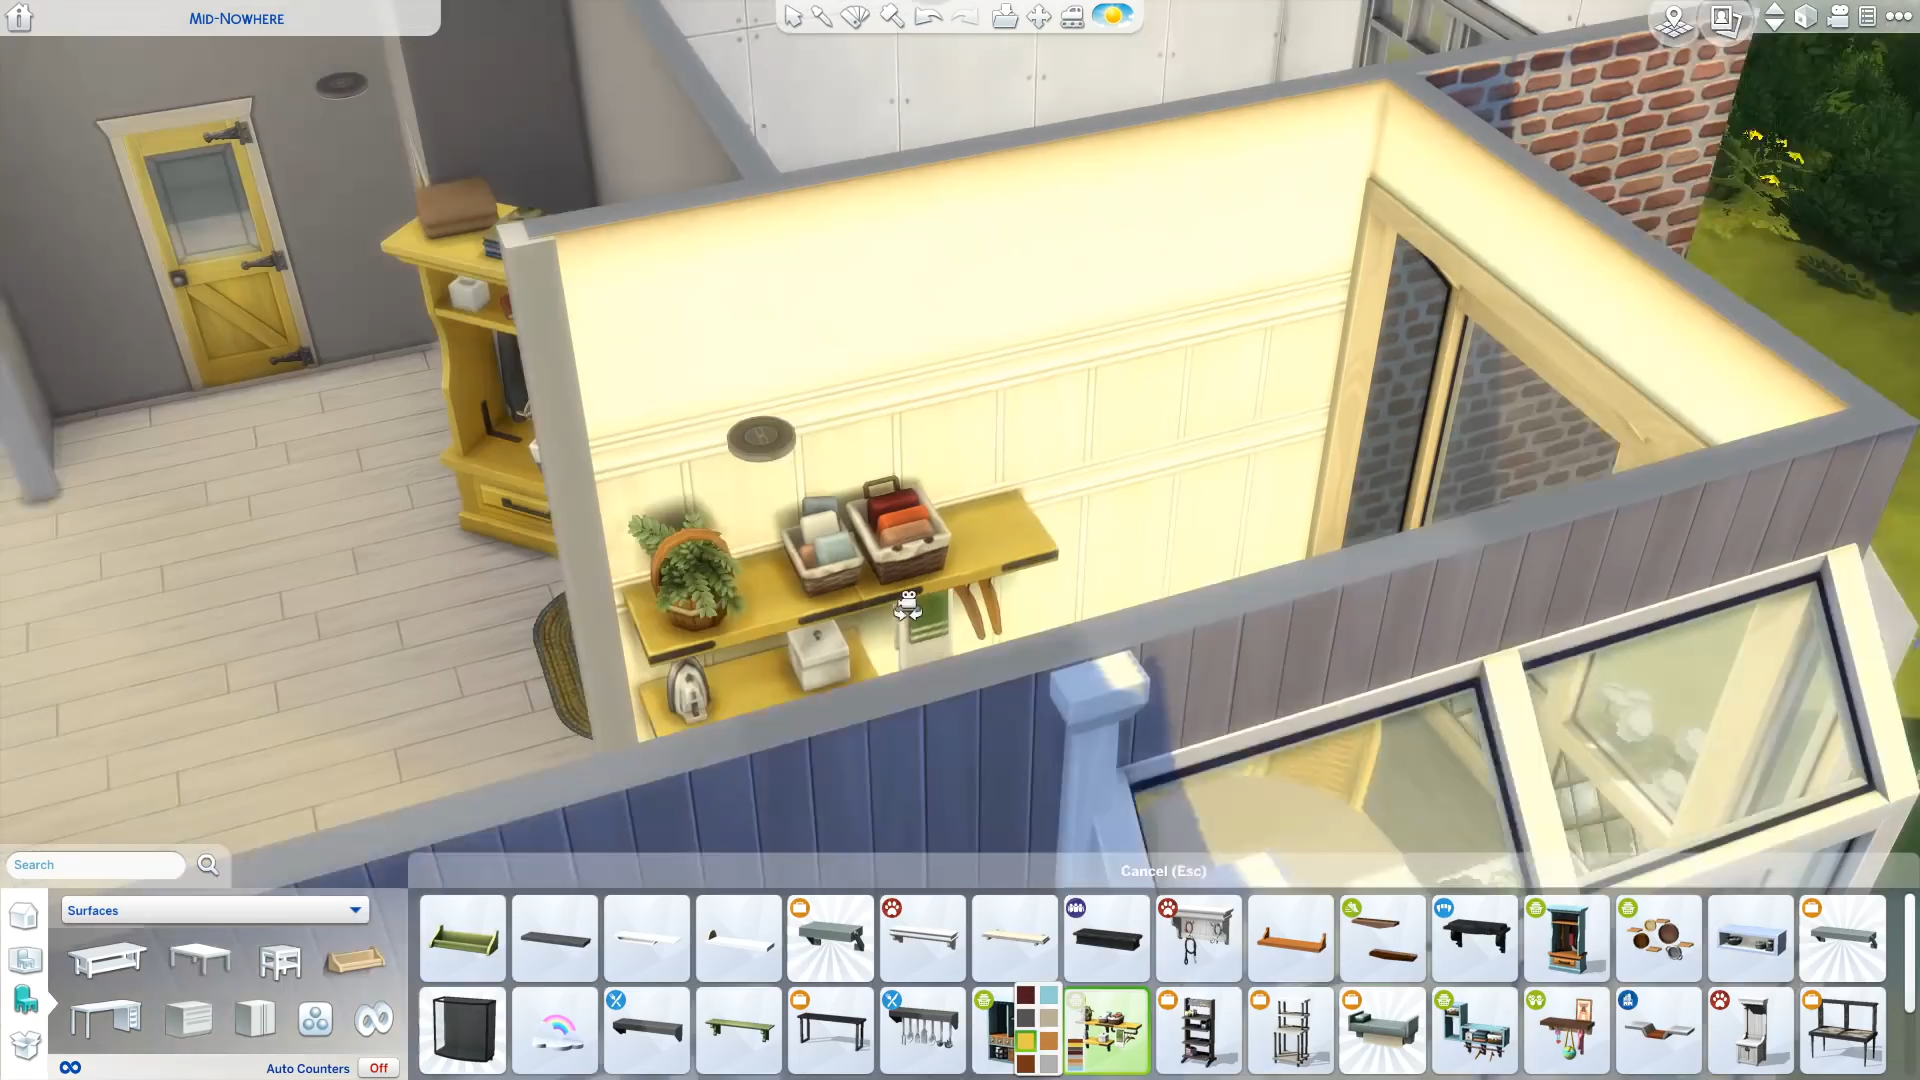 Mid-Nowhere
Search
Cancel (Esc)
Surfaces
Auto Counters
Off